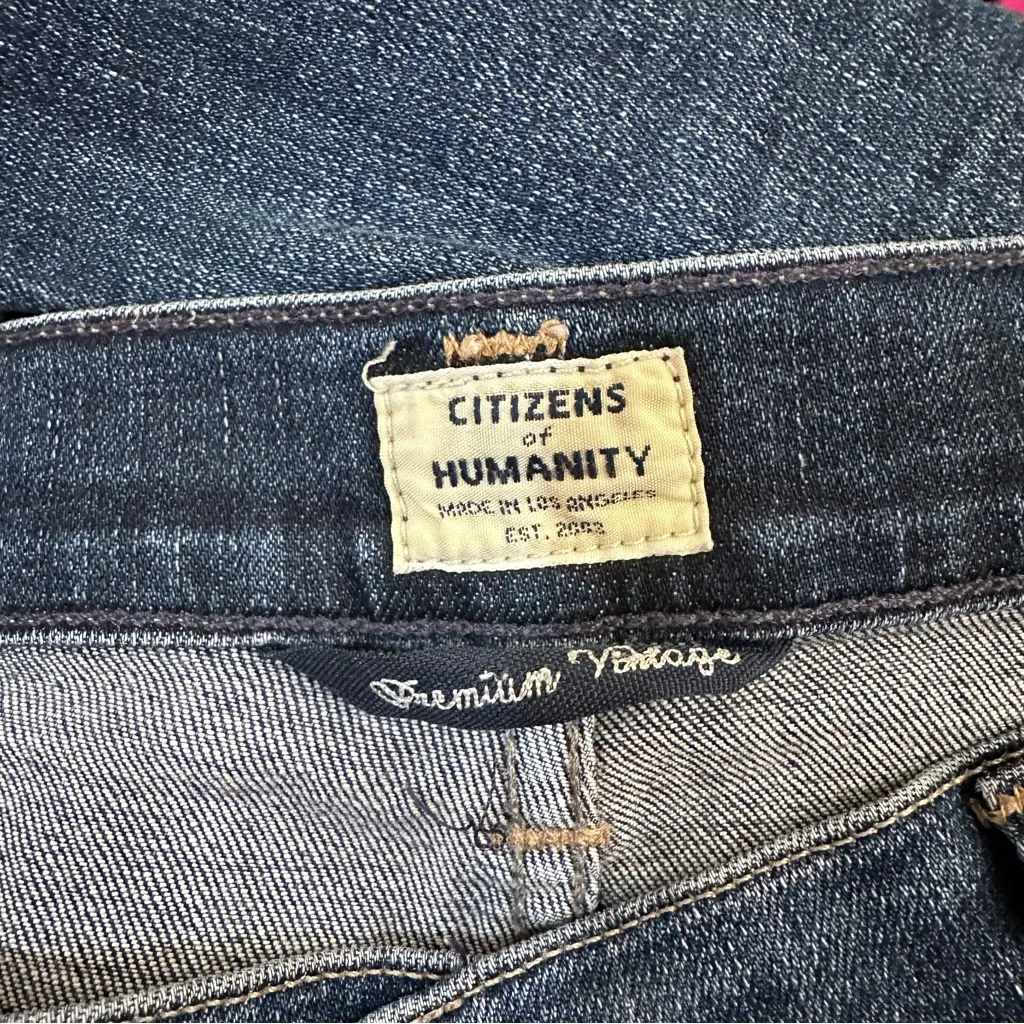 CITIZENS
of
HUMANITY
MADE IN LOS ANGELES
EST. 2003
Premium Vintage